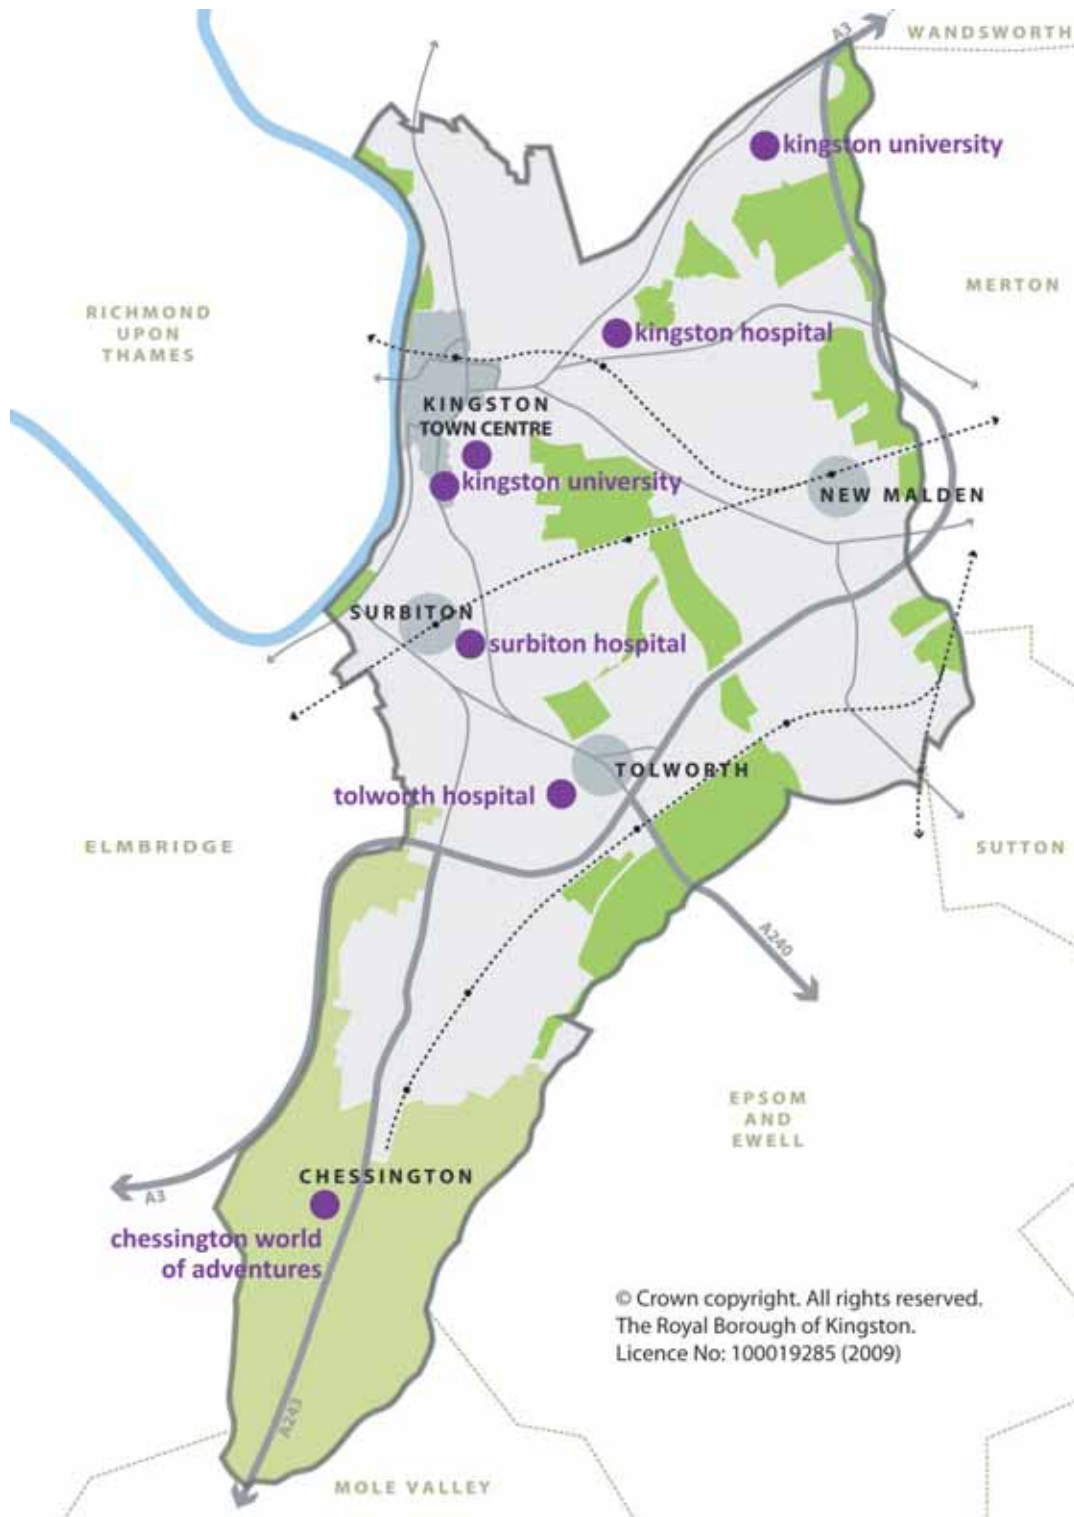 A3
WANDSWORTH
kingston university
MERTON
RICHMOND
UPON
THAMES
kingston hospital
KINGSTON
TOWN CENTRE
kingston university
NEW MALDEN
SURBITON
surbiton hospital
TOLWORTH
tolworth hospital
ELMBRIDGE
SUTTON
A240
EPSOM
AND
EWELL
CHESSINGTON
A3
chessington world
of adventures
© Crown copyright. All rights reserved.
The Royal Borough of Kingston.
Licence No: 100019285 (2009)
A243
MOLE VALLEY